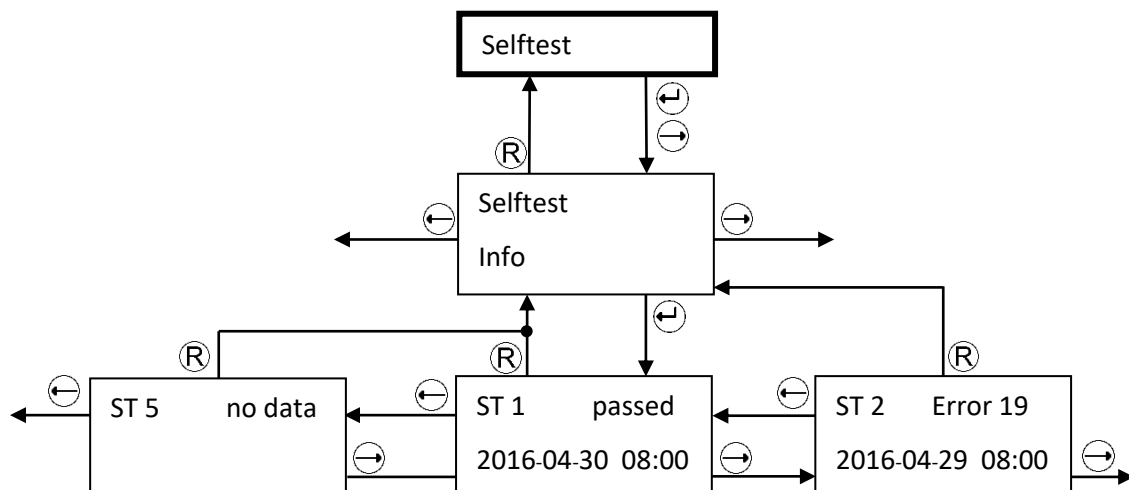 Selftest
R
Selftest
Info
R R R
ST 5 no data
ST 1 passed
2016-04-30 08:00
ST 2 Error 19
2016-04-29 08:00